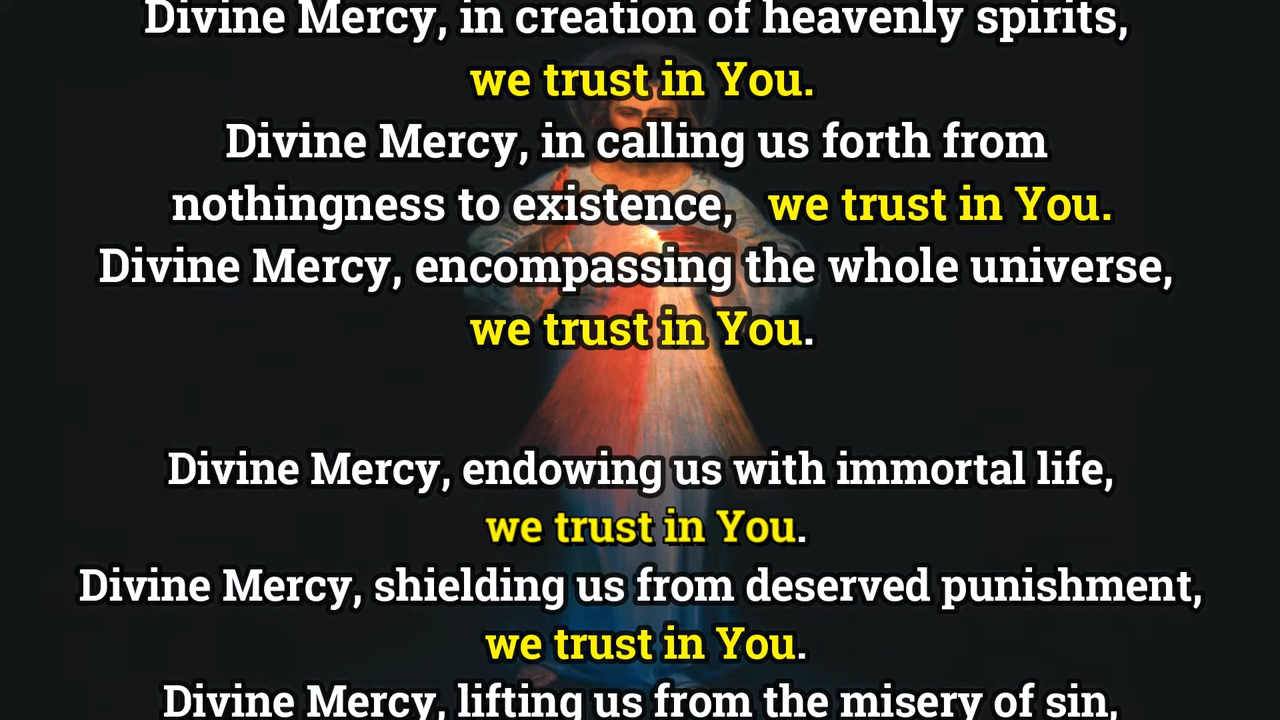 Divine Mercy, in creation of heavenly spirits,
we trust in You.
Divine Mercy, in calling us forth from
nothingness to existence, we trust in You.
Divine Mercy, encompassing the whole universe,
we trust in You.
Divine Mercy, endowing us with immortal life,
we trust in You.
Divine Mercy, shielding us from deserved punishment,
we trust in You.
Divine Mercy, lifting us from the misery of sin,